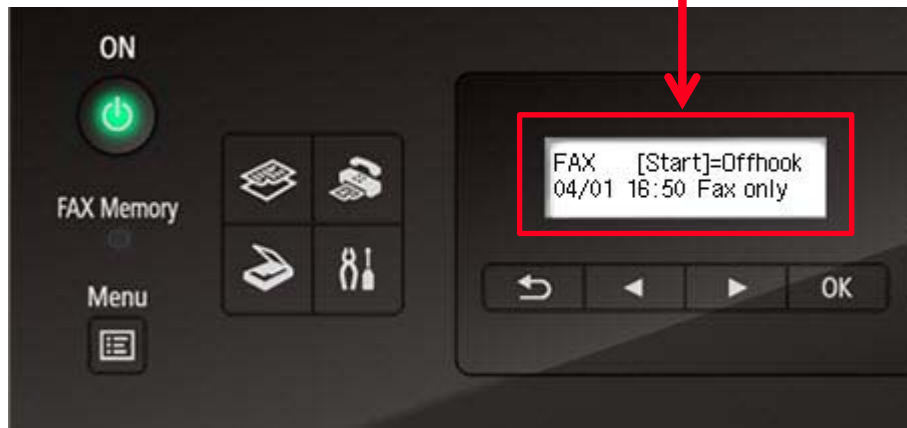 ON
FAX Memory
Menu
FAX [Start]=Offhook
04/01 16:50 Fax only
OK